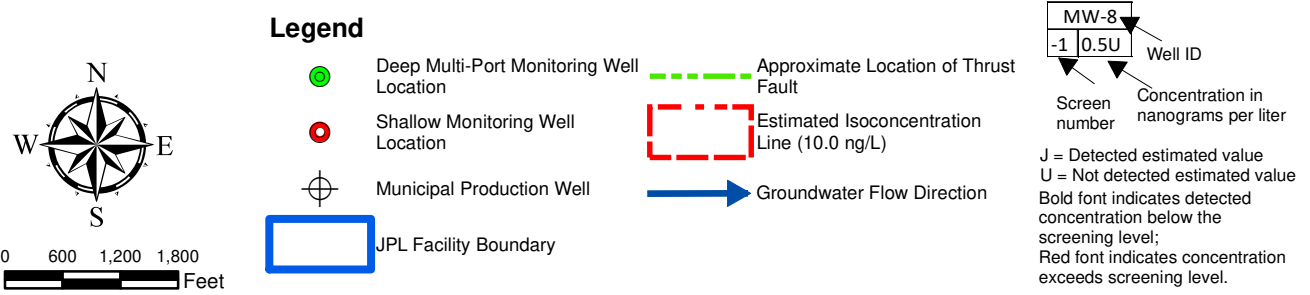 N
W
E
S
0 600 1,200 1,800
Feet
Legend
Deep Multi-Port Monitoring Well
Location
Shallow Monitoring Well
Location
Municipal Production Well
JPL Facility Boundary
Approximate Location of Thrust
Fault
Estimated Isoconcentration
Line (10.0 ng/L)
Groundwater Flow Direction
MW-8
-1 0.5U
Well ID
Screen
number
Concentration in
nanograms per liter
J = Detected estimated value
U = Not detected estimated value
Bold font indicates detected
concentration below the
screening level;
Red font indicates concentration
exceeds screening level.